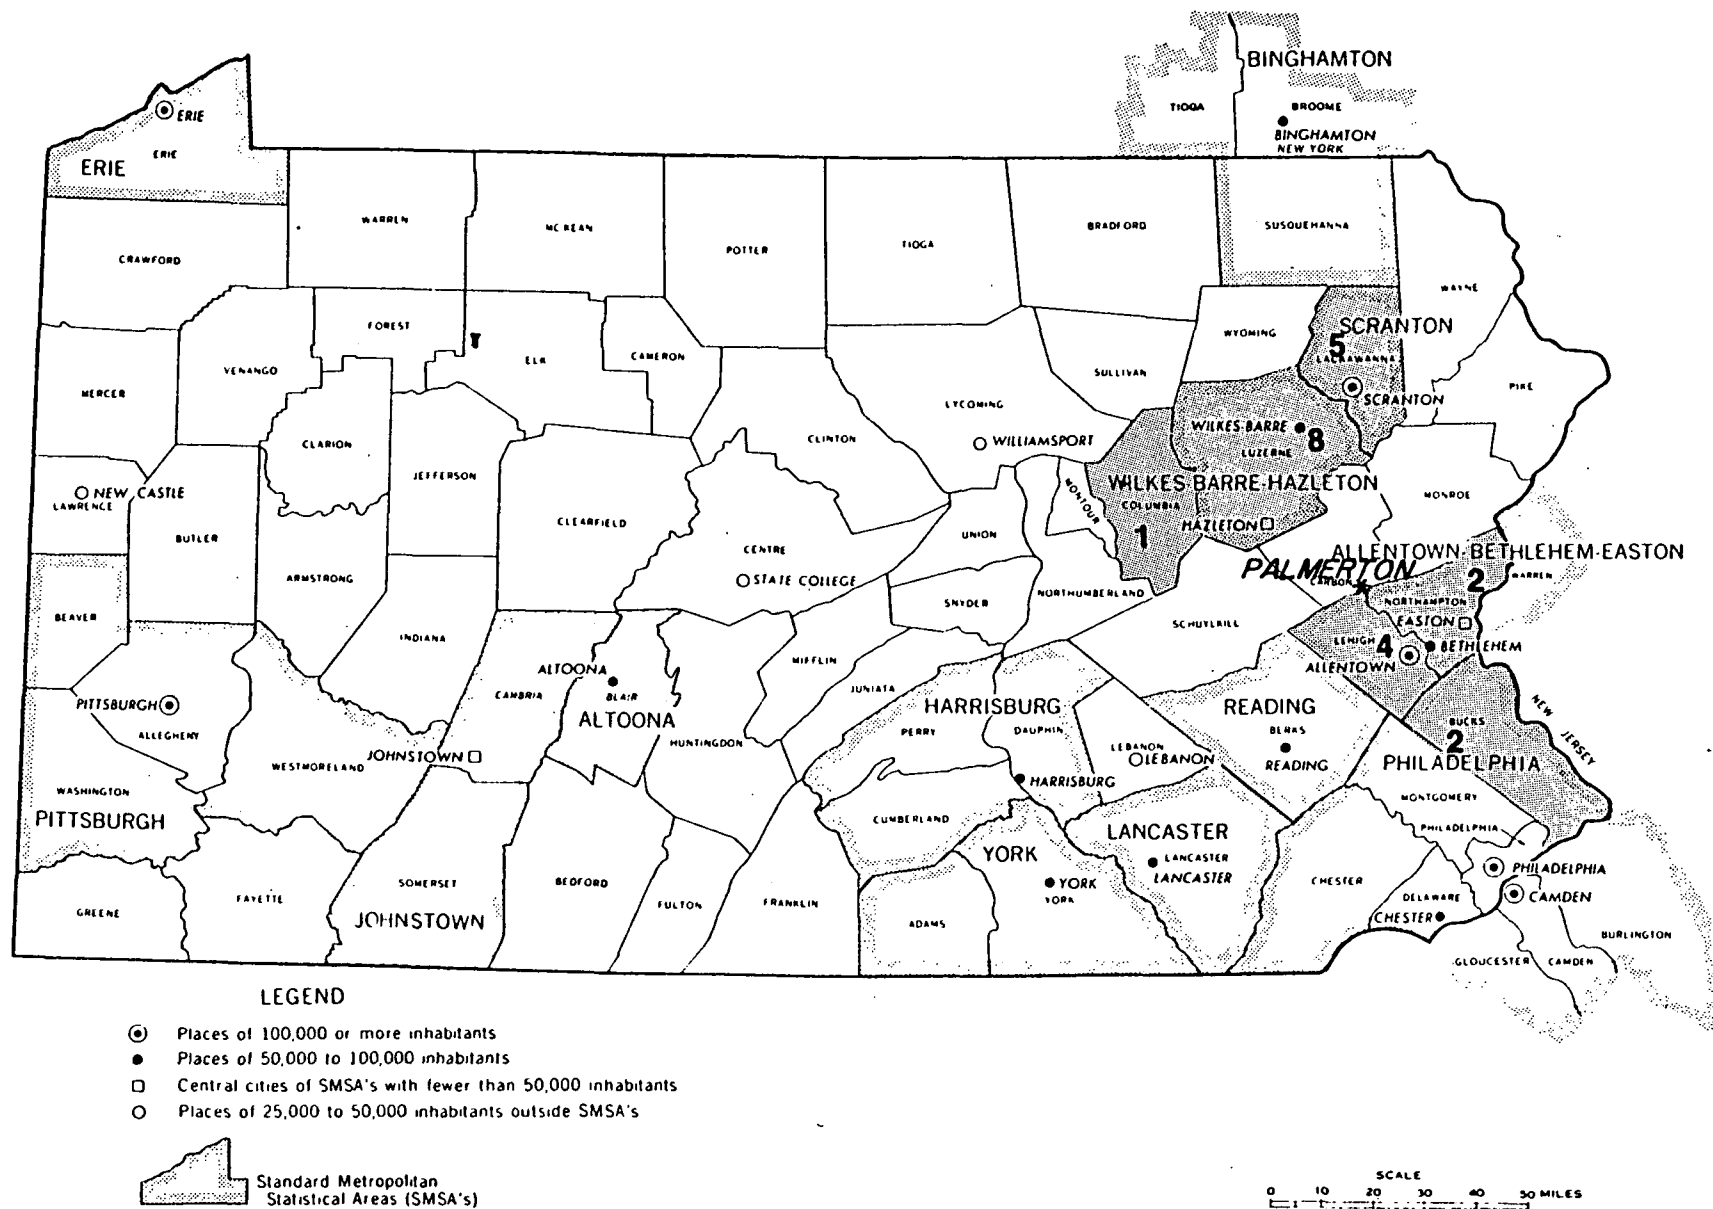 BINGHAMTON
TIOGA
BROOME
BINGHAMTON
NEW YORK
ERIE
ERIE
ERIE
WARREN
MC KEAN
POTTER
TIOGA
BRADFORD
SUSQUEHANNA
CRAWFORD
WAYNE
FOREST
ELK
CAMERON
WYOMING
SCRANTON
5
LACKAWANNA
SCRANTON
VENANGO
SULLIVAN
PIKE
MERCER
LYCOMING
CLARION
CLINTON
WILLIAMSPORT
WILKES-BARRE
8
LUZERNE
JEFFERSON
WILKES-BARRE-HAZLETON
MONTOUR
COLUMBIA
1
HAZLETON
MONROE
NEW CASTLE
LAWRENCE
BUTLER
CLEARFIELD
UNION
CENTRE
STATE COLLEGE
ALLENTOWN-BETHLEHEM-EASTON
PALMERTON
CARBON
2
WARREN
ARMSTRONG
NORTHUMBERLAND
SNYDER
NORTHAMPTON
EASTON
BEAVER
INDIANA
SCHUYLKILL
LEHIGH
4
BETHLEHEM
ALLENTOWN
MIFFLIN
ALTOONA
BLAIR
ALTOONA
CAMBRIA
JUNIATA
HARRISBURG
READING
PITTSBURGH
ALLEGHENY
PERRY
DAUPHIN
BERKS
READING
BUCKS
2
NEW JERSEY
HUNTINGDON
LEBANON
LEBANON
JOHNSTOWN
WESTMORELAND
PHILADELPHIA
HARRISBURG
WASHINGTON
PITTSBURGH
MONTGOMERY
CUMBERLAND
PHILADELPHIA
LANCASTER
YORK
LANCASTER
LANCASTER
PHILADELPHIA
YORK
YORK
SOMERSET
BEDFORD
CHESTER
DELAWARE
CHESTER
CAMDEN
GREENE
FAYETTE
JOHNSTOWN
FULTON
FRANKLIN
ADAMS
BURLINGTON
GLOUCESTER
CAMDEN
LEGEND
Places of 100,000 or more inhabitants
Places of 50,000 to 100,000 inhabitants
Central cities of SMSA's with fewer than 50,000 inhabitants
Places of 25,000 to 50,000 inhabitants outside SMSA's
Standard Metropolitan
Statistical Areas (SMSA's)
SCALE
0 10 20 30 40 50 MILES